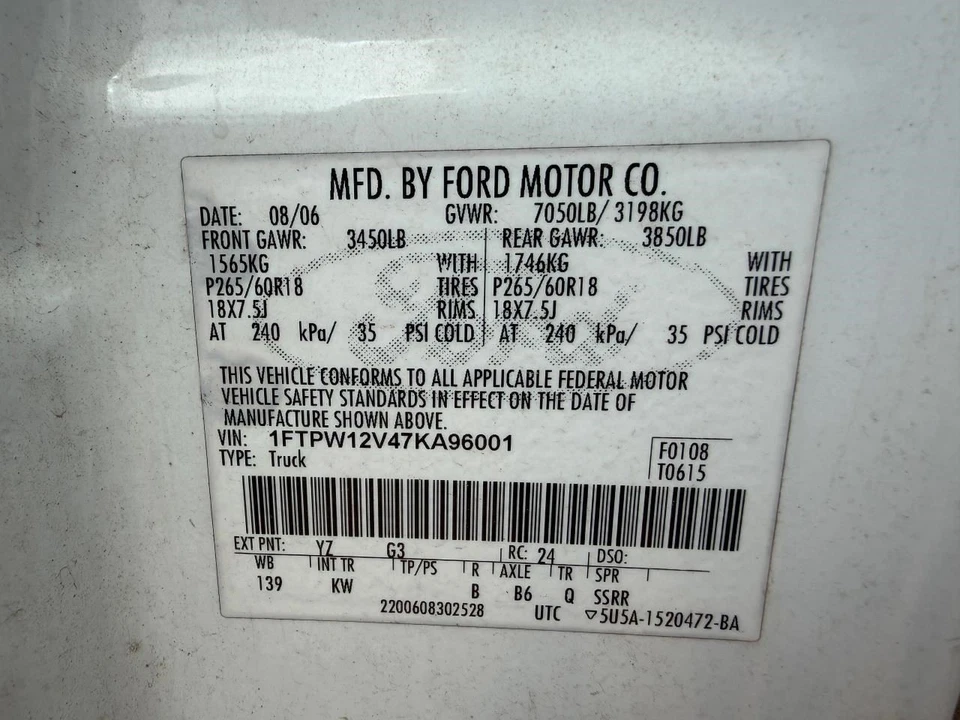 MFD. BY FORD MOTOR CO.
DATE: 08/06 GVWR: 7050LB/ 3198KG
FRONT GAWR: 3450LB REAR GAWR: 3850LB
1565KG WITH 1746KG WITH
P265/60R18 TIRES P265/60R18 TIRES
18X7.5J RIMS 18X7.5J RIMS
AT 240 kPa/ 35 PSI COLD AT 240 kPa/ 35 PSI COLD
Ford
THIS VEHICLE CONFORMS TO ALL APPLICABLE FEDERAL MOTOR
VEHICLE SAFETY STANDARDS IN EFFECT ON THE DATE OF
MANUFACTURE SHOWN ABOVE.
VIN: 1FTPW12V47KA96001 F0108
TYPE: Truck T0615
EXT PNT: YZ G3 RC: 24 DSO:
WB INT TR TP/PS R AXLE TR SPR
139 KW B B6 Q SSRR
2200608302528 UTC ▽5U5A-1520472-BA